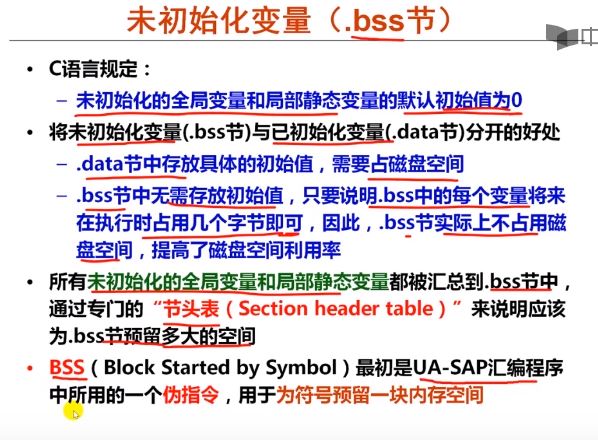 未初始化变量（.bss节）
中
• C语言规定：
– 未初始化的全局变量和局部静态变量的默认初始值为0
• 将未初始化变量(.bss节)与已初始化变量(.data节)分开的好处
– .data节中存放具体的初始值，需要占磁盘空间
– .bss节中无需存放初始值，只要说明.bss中的每个变量将来
在执行时占用几个字节即可，因此，.bss节实际上不占用磁
盘空间，提高了磁盘空间利用率
• 所有未初始化的全局变量和局部静态变量都被汇总到.bss节中，
通过专门的“节头表（Section header table）”来说明应该
为.bss节预留多大的空间
• BSS（Block Started by Symbol）最初是UA-SAP汇编程序
中所用的一个伪指令，用于为符号预留一块内存空间